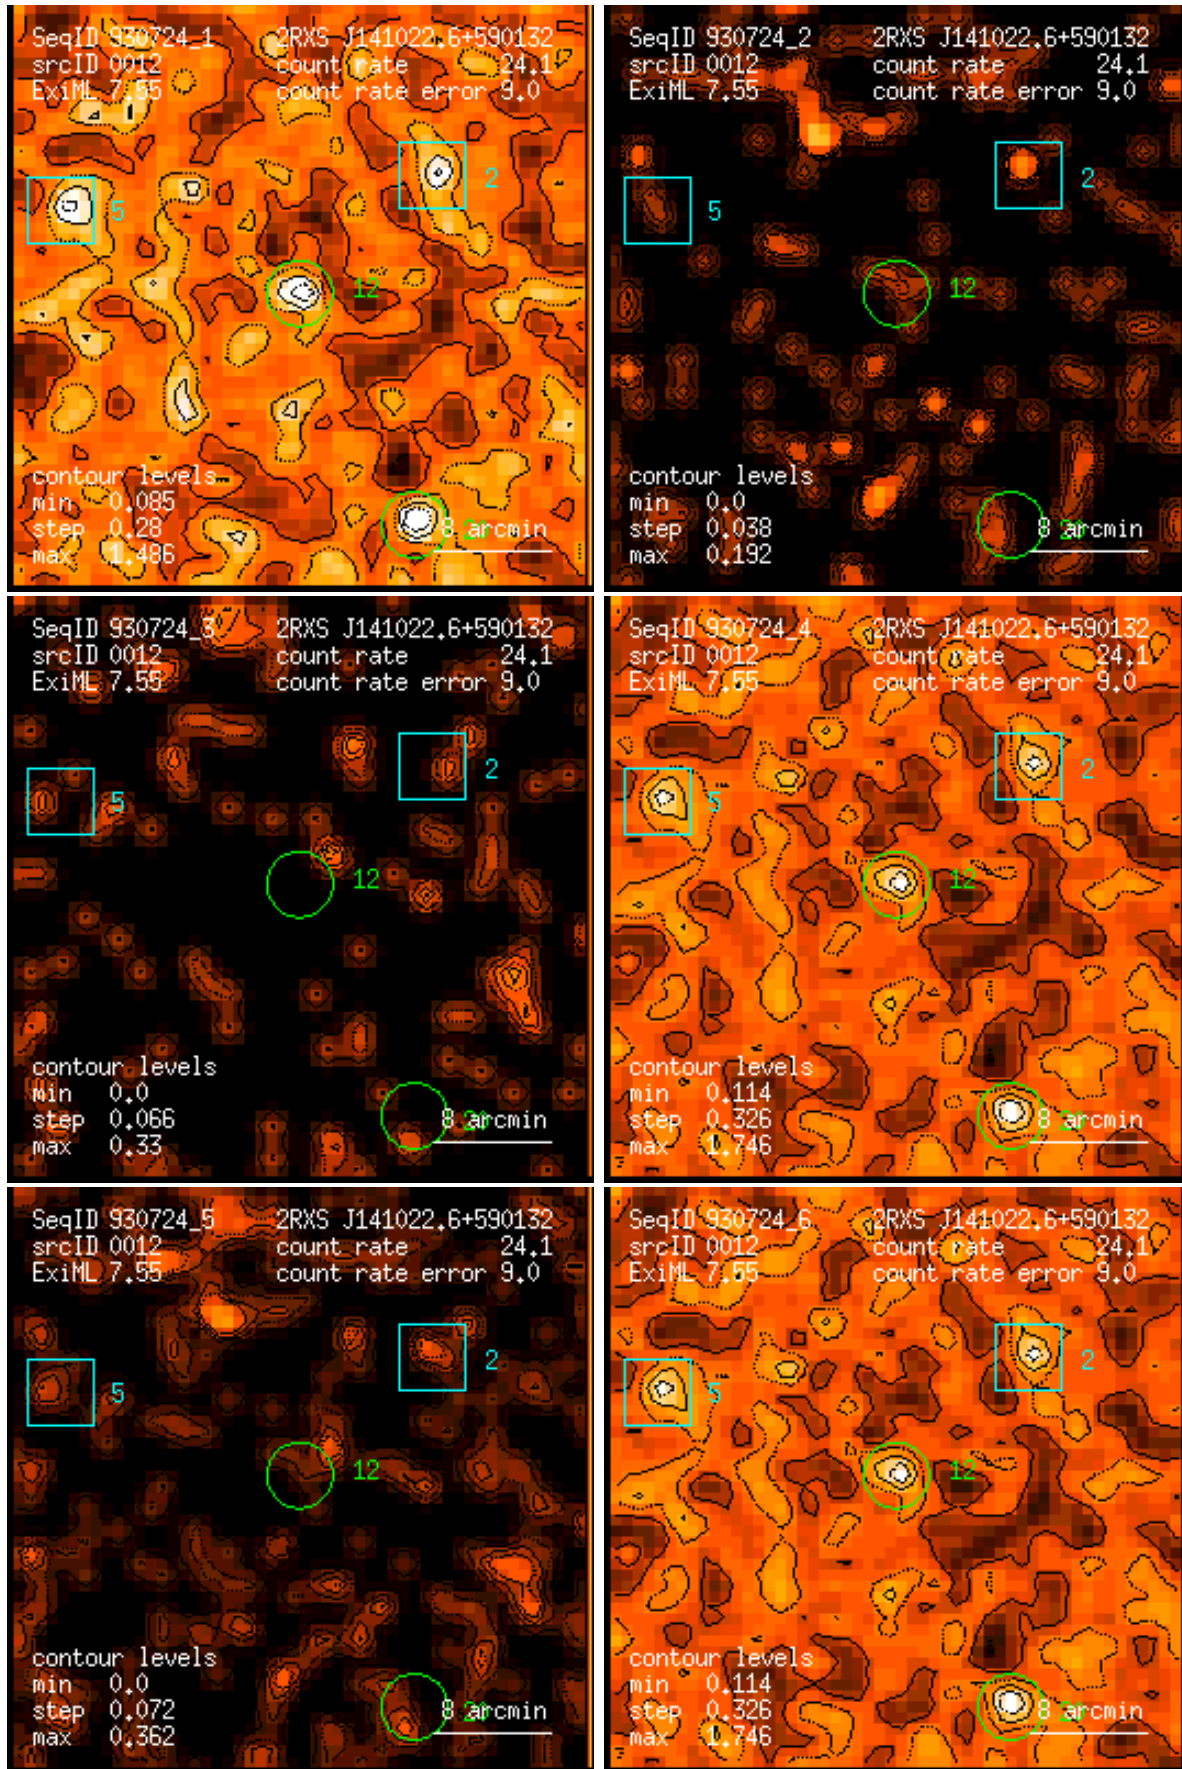 SeqID 930724_1 2RXS J141022.6+590132
srcID 0012 count rate 24.1
ExiML 7.55 count rate error 9.0
2
5
12
contour levels
min 0.085
step 0.28 8 arcmin
max 1.486
SeqID 930724_2 2RXS J141022.6+590132
srcID 0012 count rate 24.1
ExiML 7.55 count rate error 9.0
2
5
12
contour levels
min 0.0
step 0.038 8 arcmin
max 0.192
SeqID 930724_3 2RXS J141022.6+590132
srcID 0012 count rate 24.1
ExiML 7.55 count rate error 9.0
2
5
12
contour levels
min 0.0
step 0.066 8 arcmin
max 0.33
SeqID 930724_4 2RXS J141022.6+590132
srcID 0012 count rate 24.1
ExiML 7.55 count rate error 9.0
2
5
12
contour levels
min 0.114
step 0.326 8 arcmin
max 1.746
SeqID 930724_5 2RXS J141022.6+590132
srcID 0012 count rate 24.1
ExiML 7.55 count rate error 9.0
2
5
12
contour levels
min 0.0
step 0.072 8 arcmin
max 0.362
SeqID 930724_6 2RXS J141022.6+590132
srcID 0012 count rate 24.1
ExiML 7.55 count rate error 9.0
2
5
12
contour levels
min 0.114
step 0.326 8 arcmin
max 1.746